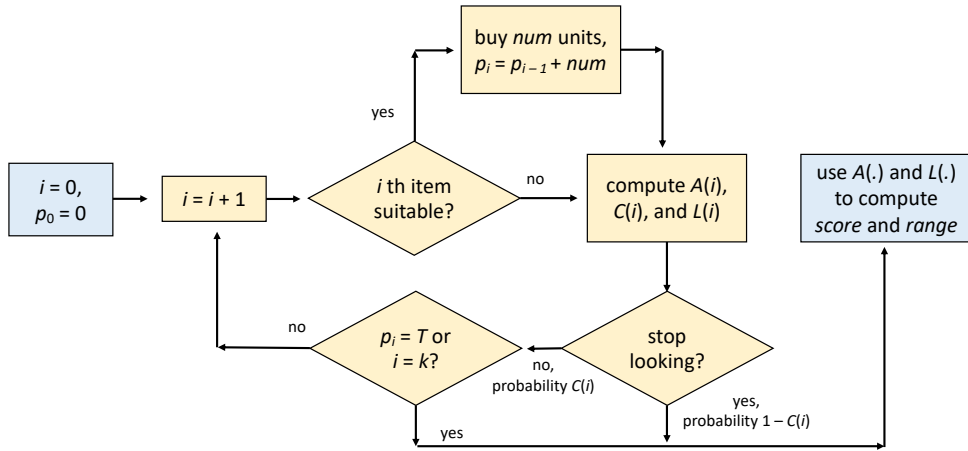 buy num units,
pᵢ = pᵢ₋₁ + num
yes
i = 0,
p₀ = 0
i = i + 1
i th item
suitable?
no
compute A(i),
C(i), and L(i)
use A(.) and L(.)
to compute
score and range
no
pᵢ = T or
i = k?
no,
probability C(i)
stop
looking?
yes,
probability 1 – C(i)
yes